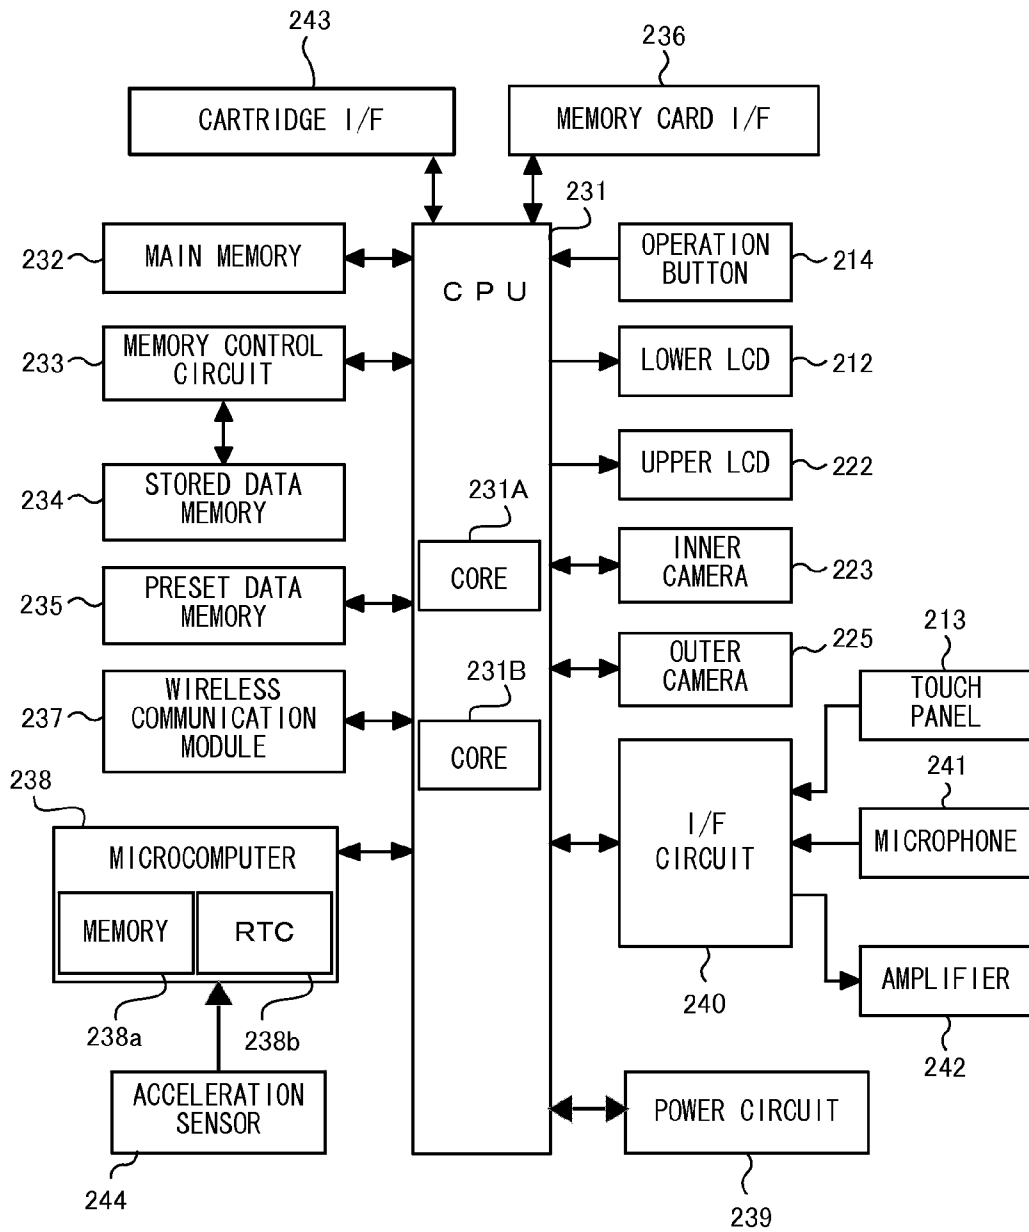 243
236
CARTRIDGE I/F
MEMORY CARD I/F
231
232
MAIN MEMORY
CPU
OPERATION
BUTTON
214
233
MEMORY CONTROL
CIRCUIT
LOWER LCD
212
234
STORED DATA
MEMORY
UPPER LCD
222
231A
CORE
INNER
CAMERA
223
235
PRESET DATA
MEMORY
OUTER
CAMERA
225
213
TOUCH
PANEL
237
WIRELESS
COMMUNICATION
MODULE
231B
CORE
238
MICROCOMPUTER
MEMORY
RTC
238a
238b
I/F
CIRCUIT
240
241
MICROPHONE
AMPLIFIER
242
ACCELERATION
SENSOR
244
POWER CIRCUIT
239